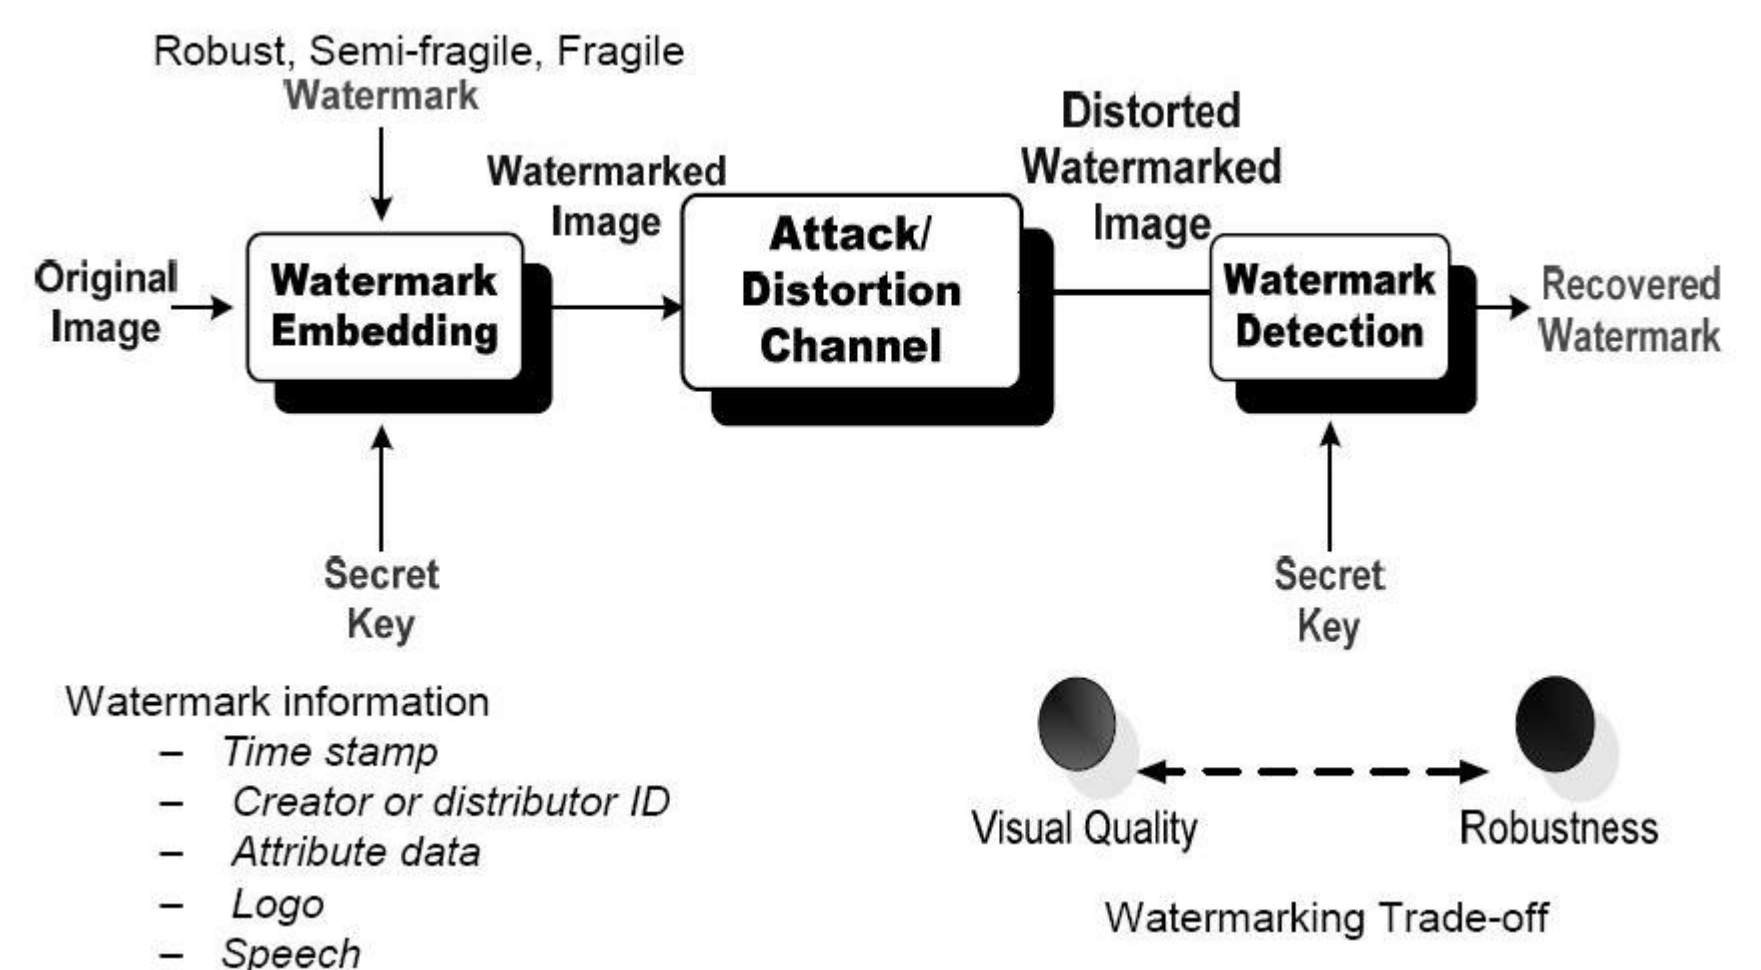 Robust, Semi-fragile, Fragile
Watermark
Original
Image
Watermark
Embedding
Secret
Key
Watermarked
Image
Attack/
Distortion
Channel
Distorted
Watermarked
Image
Watermark
Detection
Secret
Key
Recovered
Watermark
Watermark information
– Time stamp
– Creator or distributor ID
– Attribute data
– Logo
– Speech
Visual Quality
Robustness
Watermarking Trade-off